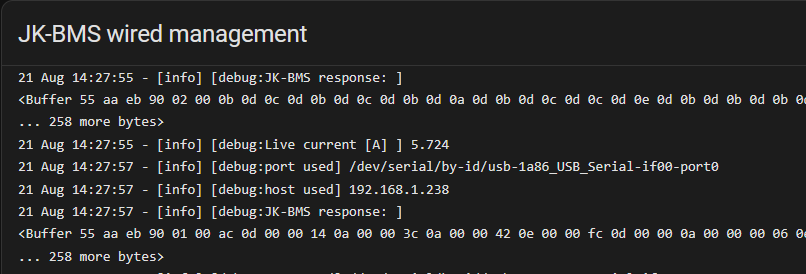 JK-BMS wired management
21 Aug 14:27:55 - [info] [debug:JK-BMS response: ]
<Buffer 55 aa eb 90 02 00 0b 0d 0c 0d 0b 0d 0c 0d 0b 0d 0a 0d 0b 0d 0c 0d 0c 0d 0e 0d 0b 0d 0b 0d 0b
... 258 more bytes>
21 Aug 14:27:55 - [info] [debug:Live current [A] ] 5.724
21 Aug 14:27:57 - [info] [debug:port used] /dev/serial/by-id/usb-1a86_USB_Serial-if00-port0
21 Aug 14:27:57 - [info] [debug:host used] 192.168.1.238
21 Aug 14:27:57 - [info] [debug:JK-BMS response: ]
<Buffer 55 aa eb 90 01 00 ac 0d 00 00 14 0a 00 00 3c 0a 00 00 42 0e 00 00 fc 0d 00 00 0a 00 00 00 06
... 258 more bytes>